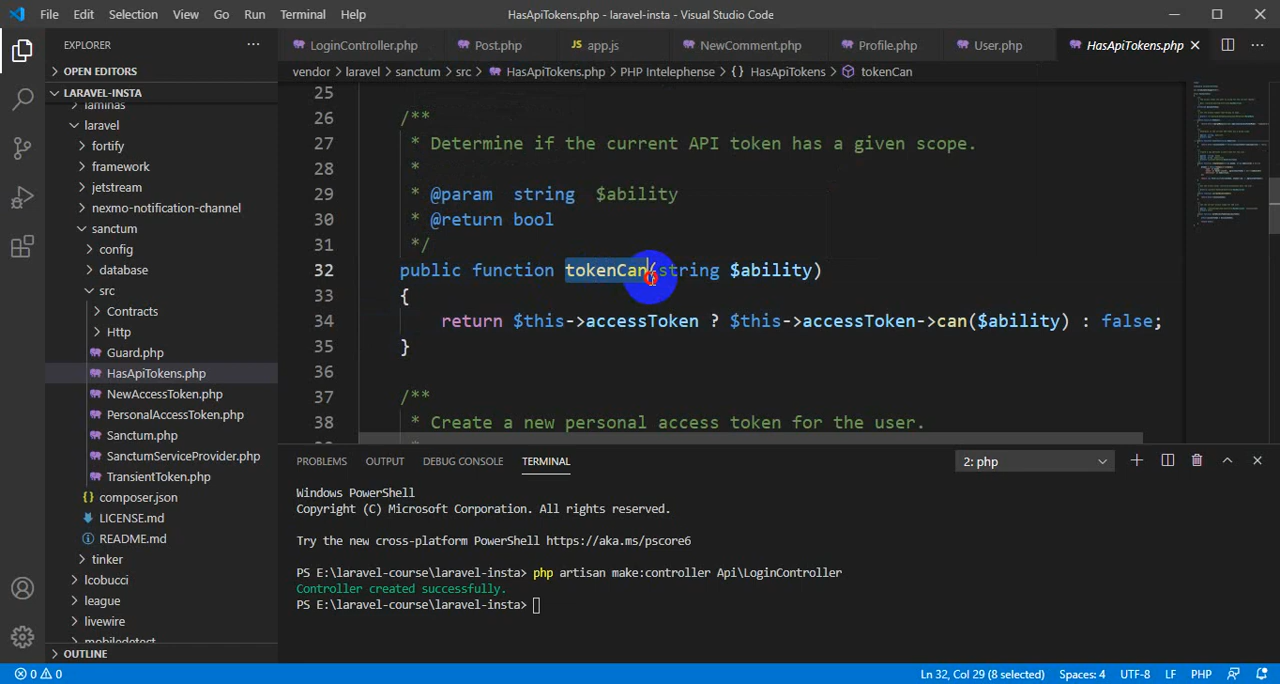 File Edit Selection View Go Run Terminal Help HasApiTokens.php - laravel-insta - Visual Studio Code
EXPLORER
OPEN EDITORS
LARAVEL-INSTA
laminas
laravel
fortify
framework
jetstream
nexmo-notification-channel
sanctum
config
database
src
Contracts
Http
Guard.php
HasApiTokens.php
NewAccessToken.php
PersonalAccessToken.php
Sanctum.php
SanctumServiceProvider.php
TransientToken.php
composer.json
LICENSE.md
README.md
tinker
lcobucci
league
livewire
mobiledetect
OUTLINE
LoginController.php Post.php JS app.js NewComment.php Profile.php User.php HasApiTokens.php
vendor > laravel > sanctum > src > HasApiTokens.php > PHP Intelephense > {} HasApiTokens > tokenCan
25
26 /**
27 * Determine if the current API token has a given scope.
28 *
29 * @param string $ability
30 * @return bool
31 */
32 public function tokenCan(string $ability)
33 {
34 return $this->accessToken ? $this->accessToken->can($ability) : false;
35 }
36
37 /**
38 * Create a new personal access token for the user.
PROBLEMS OUTPUT DEBUG CONSOLE TERMINAL 2: php
Windows PowerShell
Copyright (C) Microsoft Corporation. All rights reserved.
Try the new cross-platform PowerShell https://aka.ms/pscore6
PS E:\laravel-course\laravel-insta> php artisan make:controller Api\LoginController
Controller created successfully.
PS E:\laravel-course\laravel-insta>
0 0 Ln 32, Col 29 (8 selected) Spaces: 4 UTF-8 LF PHP